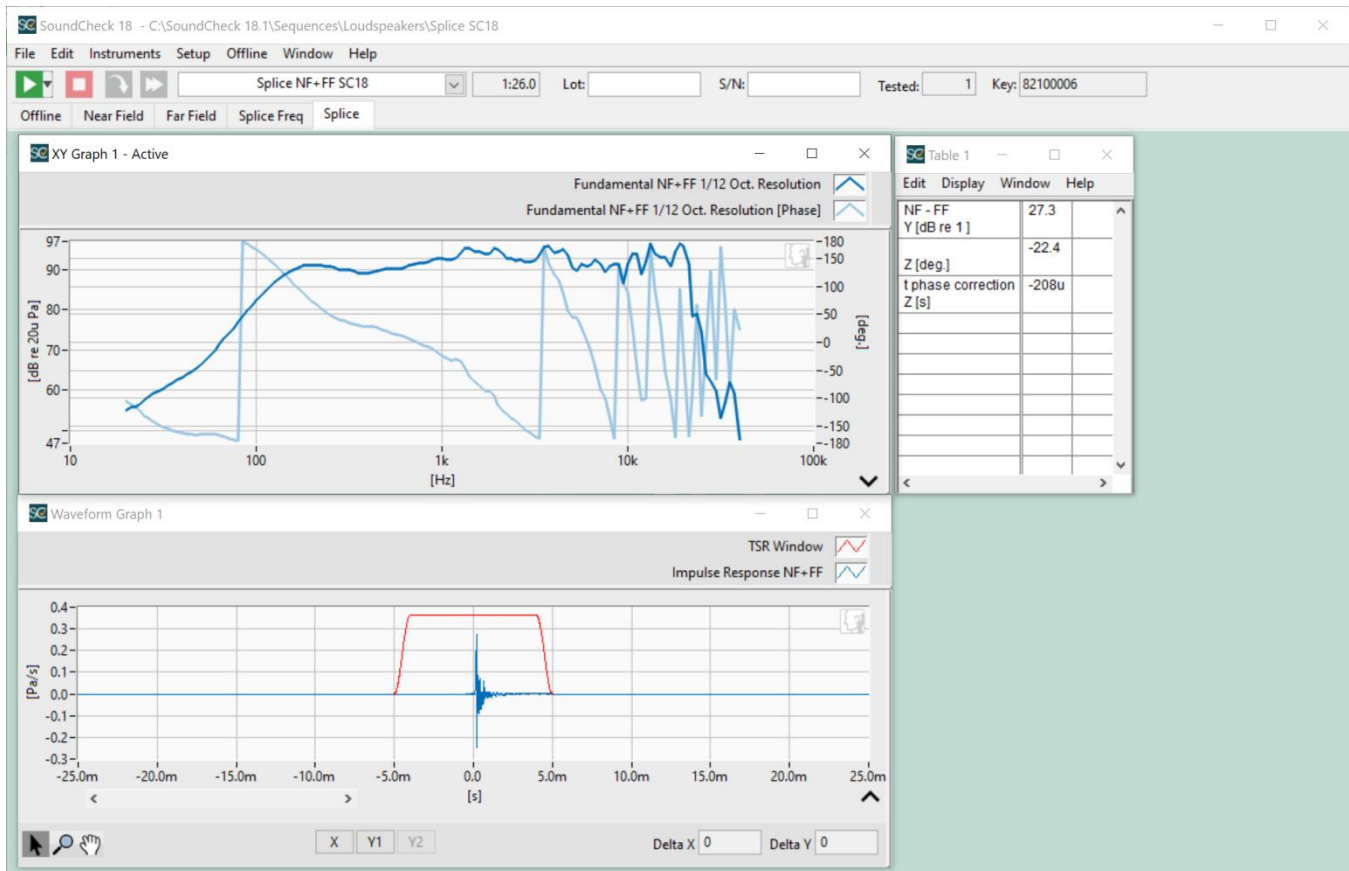 SoundCheck 18 - C:\SoundCheck 18.1\Sequences\Loudspeakers\Splice SC18
File Edit Instruments Setup Offline Window Help
Splice NF+FF SC18 1:26.0 Lot: S/N: Tested: 1 Key: 82100006
Offline Near Field Far Field Splice Freq Splice
SC XY Graph 1 - Active
Fundamental NF+FF 1/12 Oct. Resolution
Fundamental NF+FF 1/12 Oct. Resolution [Phase]
97
90
80
70
60
47
[dB re 20u Pa]
180
150
100
50
0
-50
-100
-150
-180
[deg.]
10 100 1k 10k 100k
[Hz]
SC Table 1
Edit Display Window Help
NF - FF 27.3
Y [dB re 1 ]
-22.4
Z [deg.]
t phase correction -208u
Z [s]
SC Waveform Graph 1
TSR Window
Impulse Response NF+FF
0.4
0.3
0.2
0.1
0.0
-0.1
-0.2
-0.3
[Pa/s]
-25.0m -20.0m -15.0m -10.0m -5.0m 0.0 5.0m 10.0m 15.0m 20.0m 25.0m
[s]
X Y1 Y2 Delta X 0 Delta Y 0